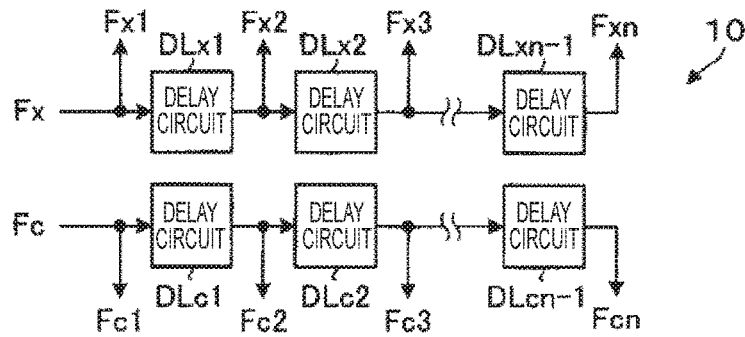 Fx1 Fx2 Fx3 Fxn 10
DLx1 DLx2 DLxn-1
Fx DELAY CIRCUIT DELAY CIRCUIT DELAY CIRCUIT
Fc DELAY CIRCUIT DELAY CIRCUIT DELAY CIRCUIT
DLc1 DLc2 DLcn-1
Fc1 Fc2 Fc3 Fcn